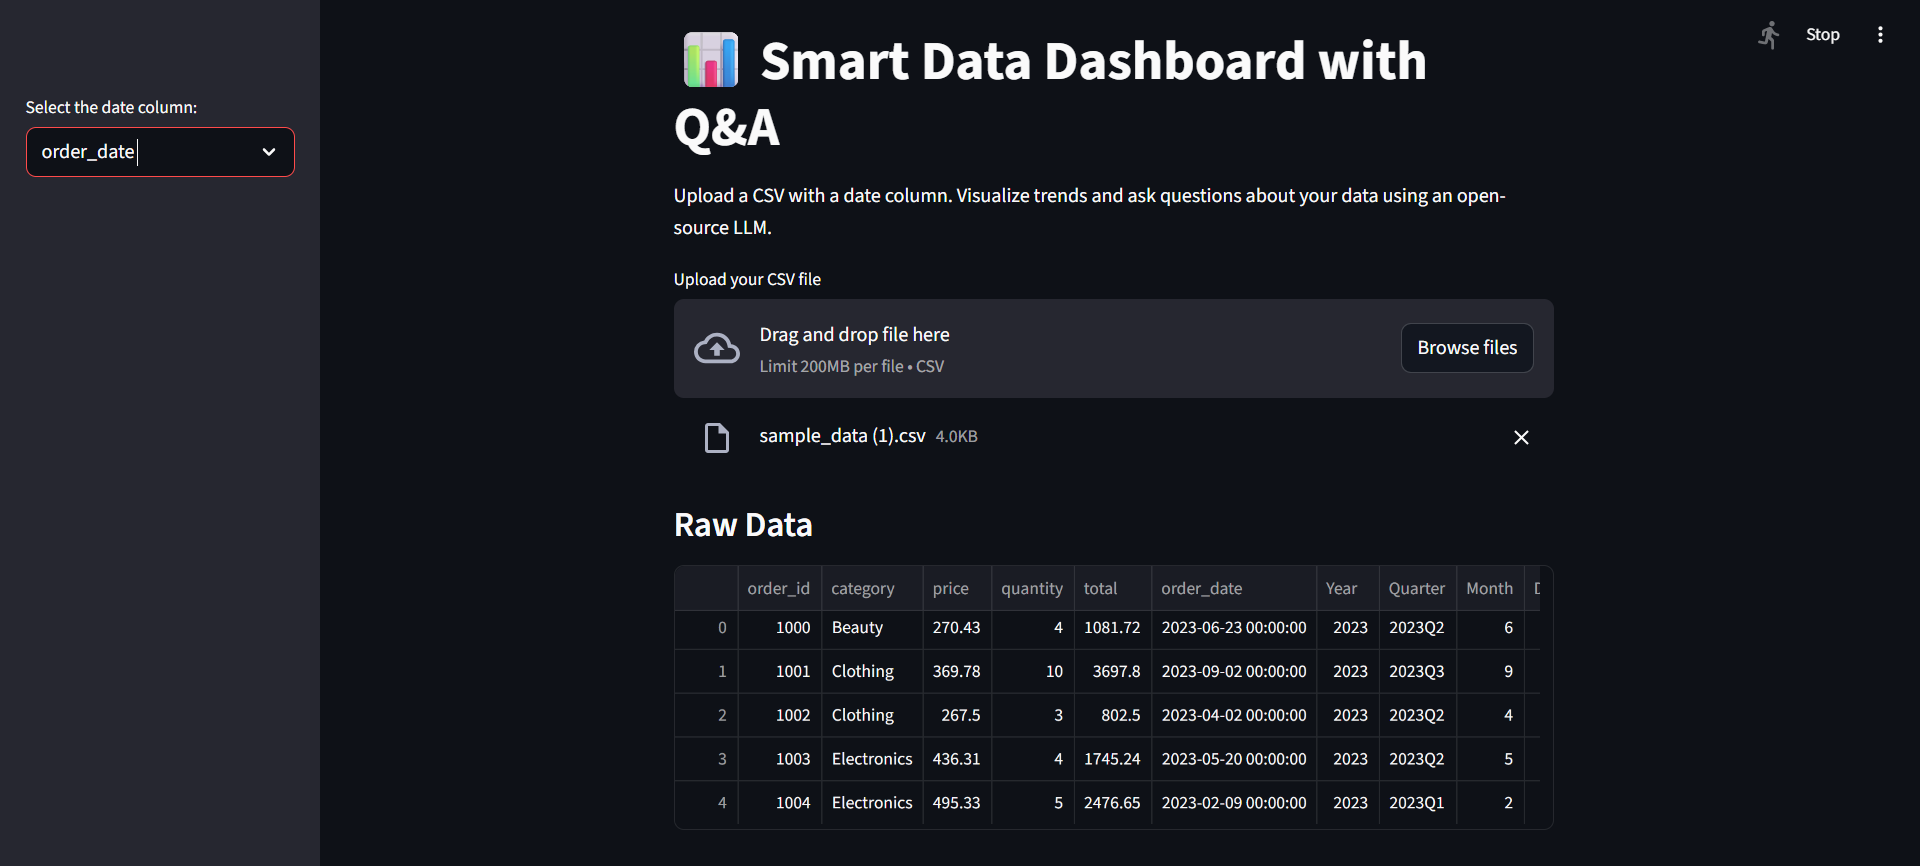 Stop
Select the date column:
order_date
Smart Data Dashboard with
Q&A
Upload a CSV with a date column. Visualize trends and ask questions about your data using an open-
source LLM.
Upload your CSV file
Drag and drop file here
Limit 200MB per file • CSV
Browse files
sample_data (1).csv 4.0KB
Raw Data
order_id category price quantity total order_date Year Quarter Month
0 1000 Beauty 270.43 4 1081.72 2023-06-23 00:00:00 2023 2023Q2 6
1 1001 Clothing 369.78 10 3697.8 2023-09-02 00:00:00 2023 2023Q3 9
2 1002 Clothing 267.5 3 802.5 2023-04-02 00:00:00 2023 2023Q2 4
3 1003 Electronics 436.31 4 1745.24 2023-05-20 00:00:00 2023 2023Q2 5
4 1004 Electronics 495.33 5 2476.65 2023-02-09 00:00:00 2023 2023Q1 2